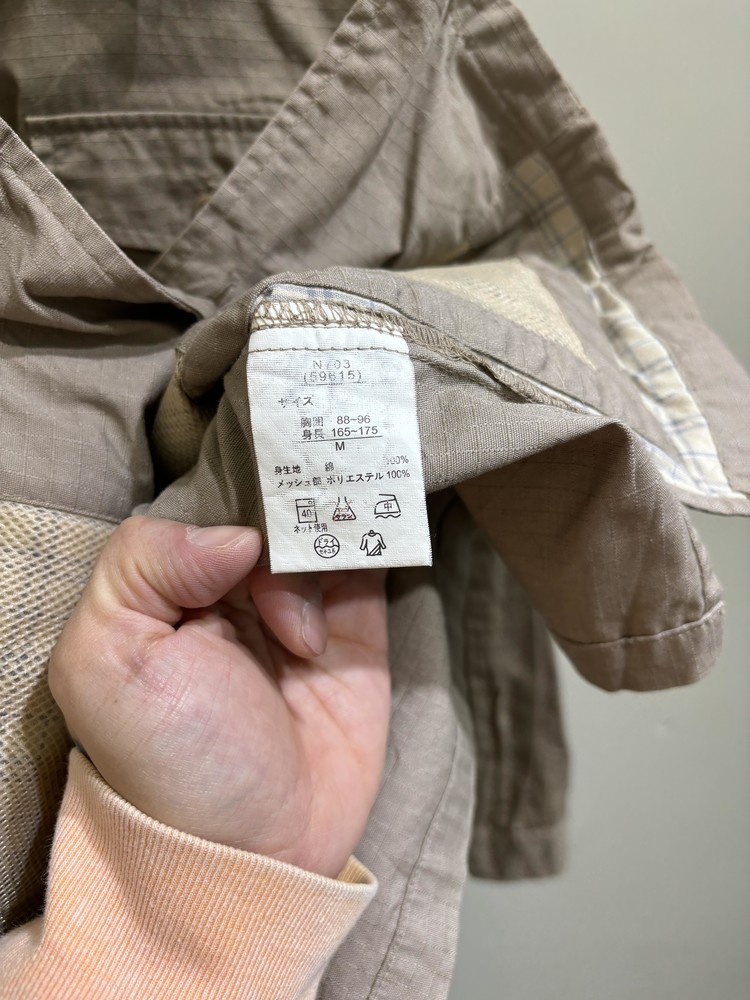 N703
(59615)
サイズ
胸囲 88~96
身長 165~175
M
身生地 綿 100%
メッシュ部 ポリエステル 100%
40
ネット使用
中
ドライ